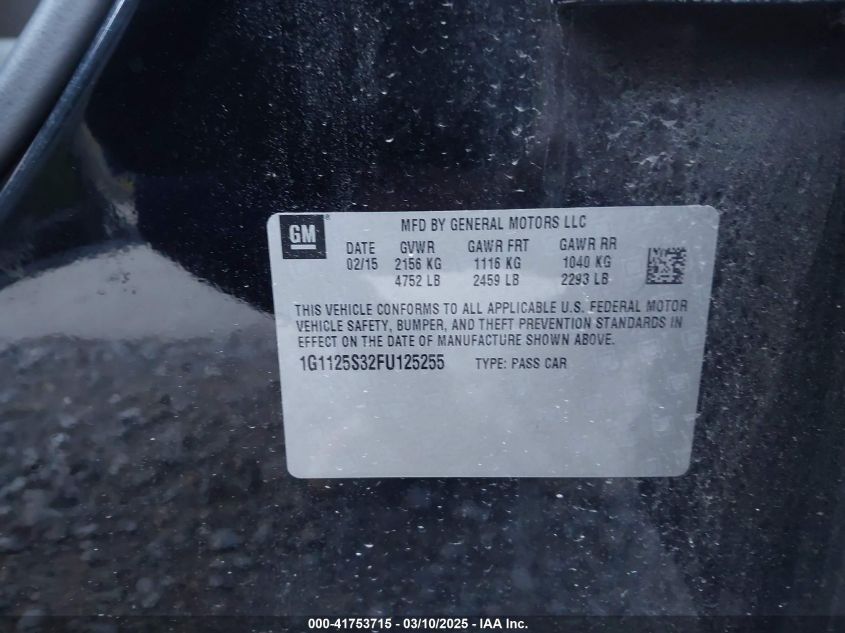 GM ®
MFD BY GENERAL MOTORS LLC
DATE GVWR GAWR FRT GAWR RR
02/15 2156 KG 1116 KG 1040 KG
4752 LB 2459 LB 2293 LB
THIS VEHICLE CONFORMS TO ALL APPLICABLE U.S. FEDERAL MOTOR
VEHICLE SAFETY, BUMPER, AND THEFT PREVENTION STANDARDS IN
EFFECT ON THE DATE OF MANUFACTURE SHOWN ABOVE.
1G1125S32FU125255 TYPE: PASS CAR
000-41753715 - 03/10/2025 - IAA Inc.